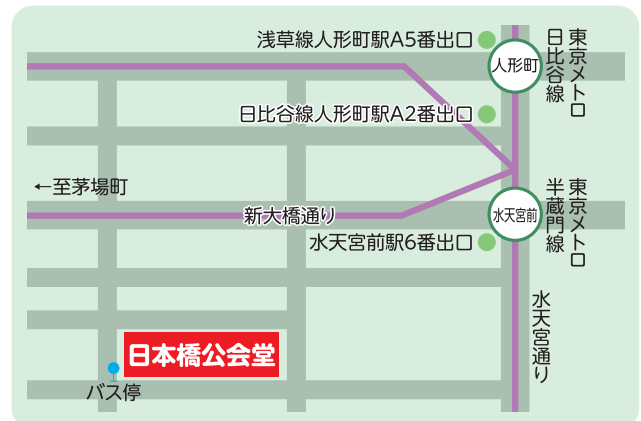 浅草線人形町駅A5番出口
人形町
東京メトロ
日比谷線
日比谷線人形町駅A2番出口
←至茅場町
新大橋通り
水天宮前
東京メトロ
半蔵門線
水天宮前駅6番出口
水天宮通り
日本橋公会堂
バス停